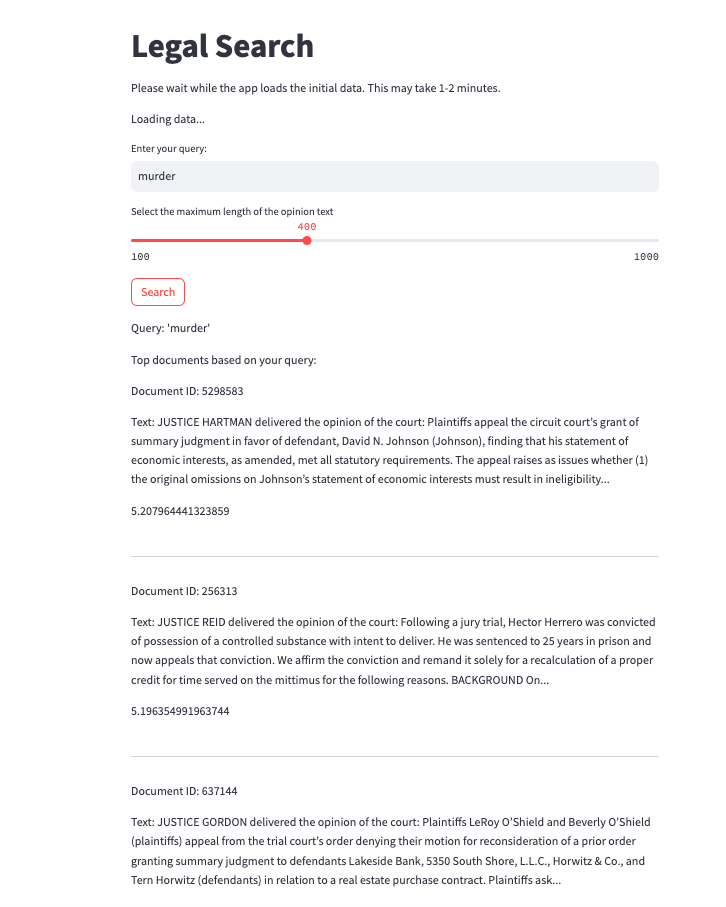 Legal Search
Please wait while the app loads the initial data. This may take 1-2 minutes.
Loading data...
Enter your query:
murder
Select the maximum length of the opinion text
400
100 1000
Search
Query: 'murder'
Top documents based on your query:
Document ID: 5298583
Text: JUSTICE HARTMAN delivered the opinion of the court: Plaintiffs appeal the circuit court’s grant of
summary judgment in favor of defendant, David N. Johnson (Johnson), finding that his statement of
economic interests, as amended, met all statutory requirements. The appeal raises as issues whether (1)
the original omissions on Johnson’s statement of economic interests must result in ineligibility...
5.207964441323859
Document ID: 256313
Text: JUSTICE REID delivered the opinion of the court: Following a jury trial, Hector Herrero was convicted
of possession of a controlled substance with intent to deliver. He was sentenced to 25 years in prison and
now appeals that conviction. We affirm the conviction and remand it solely for a recalculation of a proper
credit for time served on the mittimus for the following reasons. BACKGROUND On...
5.196354991963744
Document ID: 637144
Text: JUSTICE GORDON delivered the opinion of the court: Plaintiffs LeRoy O’Shield and Beverly O’Shield
(plaintiffs) appeal from the trial court’s order denying their motion for reconsideration of a prior order
granting summary judgment to defendants Lakeside Bank, 5350 South Shore, L.L.C., Horwitz & Co., and
Tern Horwitz (defendants) in relation to a real estate purchase contract. Plaintiffs ask...